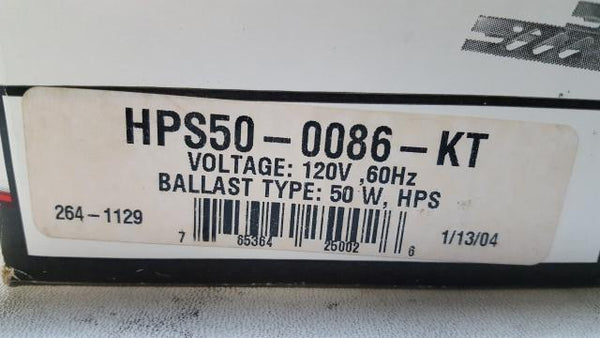 HPS50-0086-KT
VOLTAGE: 120V ,60Hz
BALLAST TYPE: 50 W, HPS
264-1129
7 65364 25002 6
1/13/04